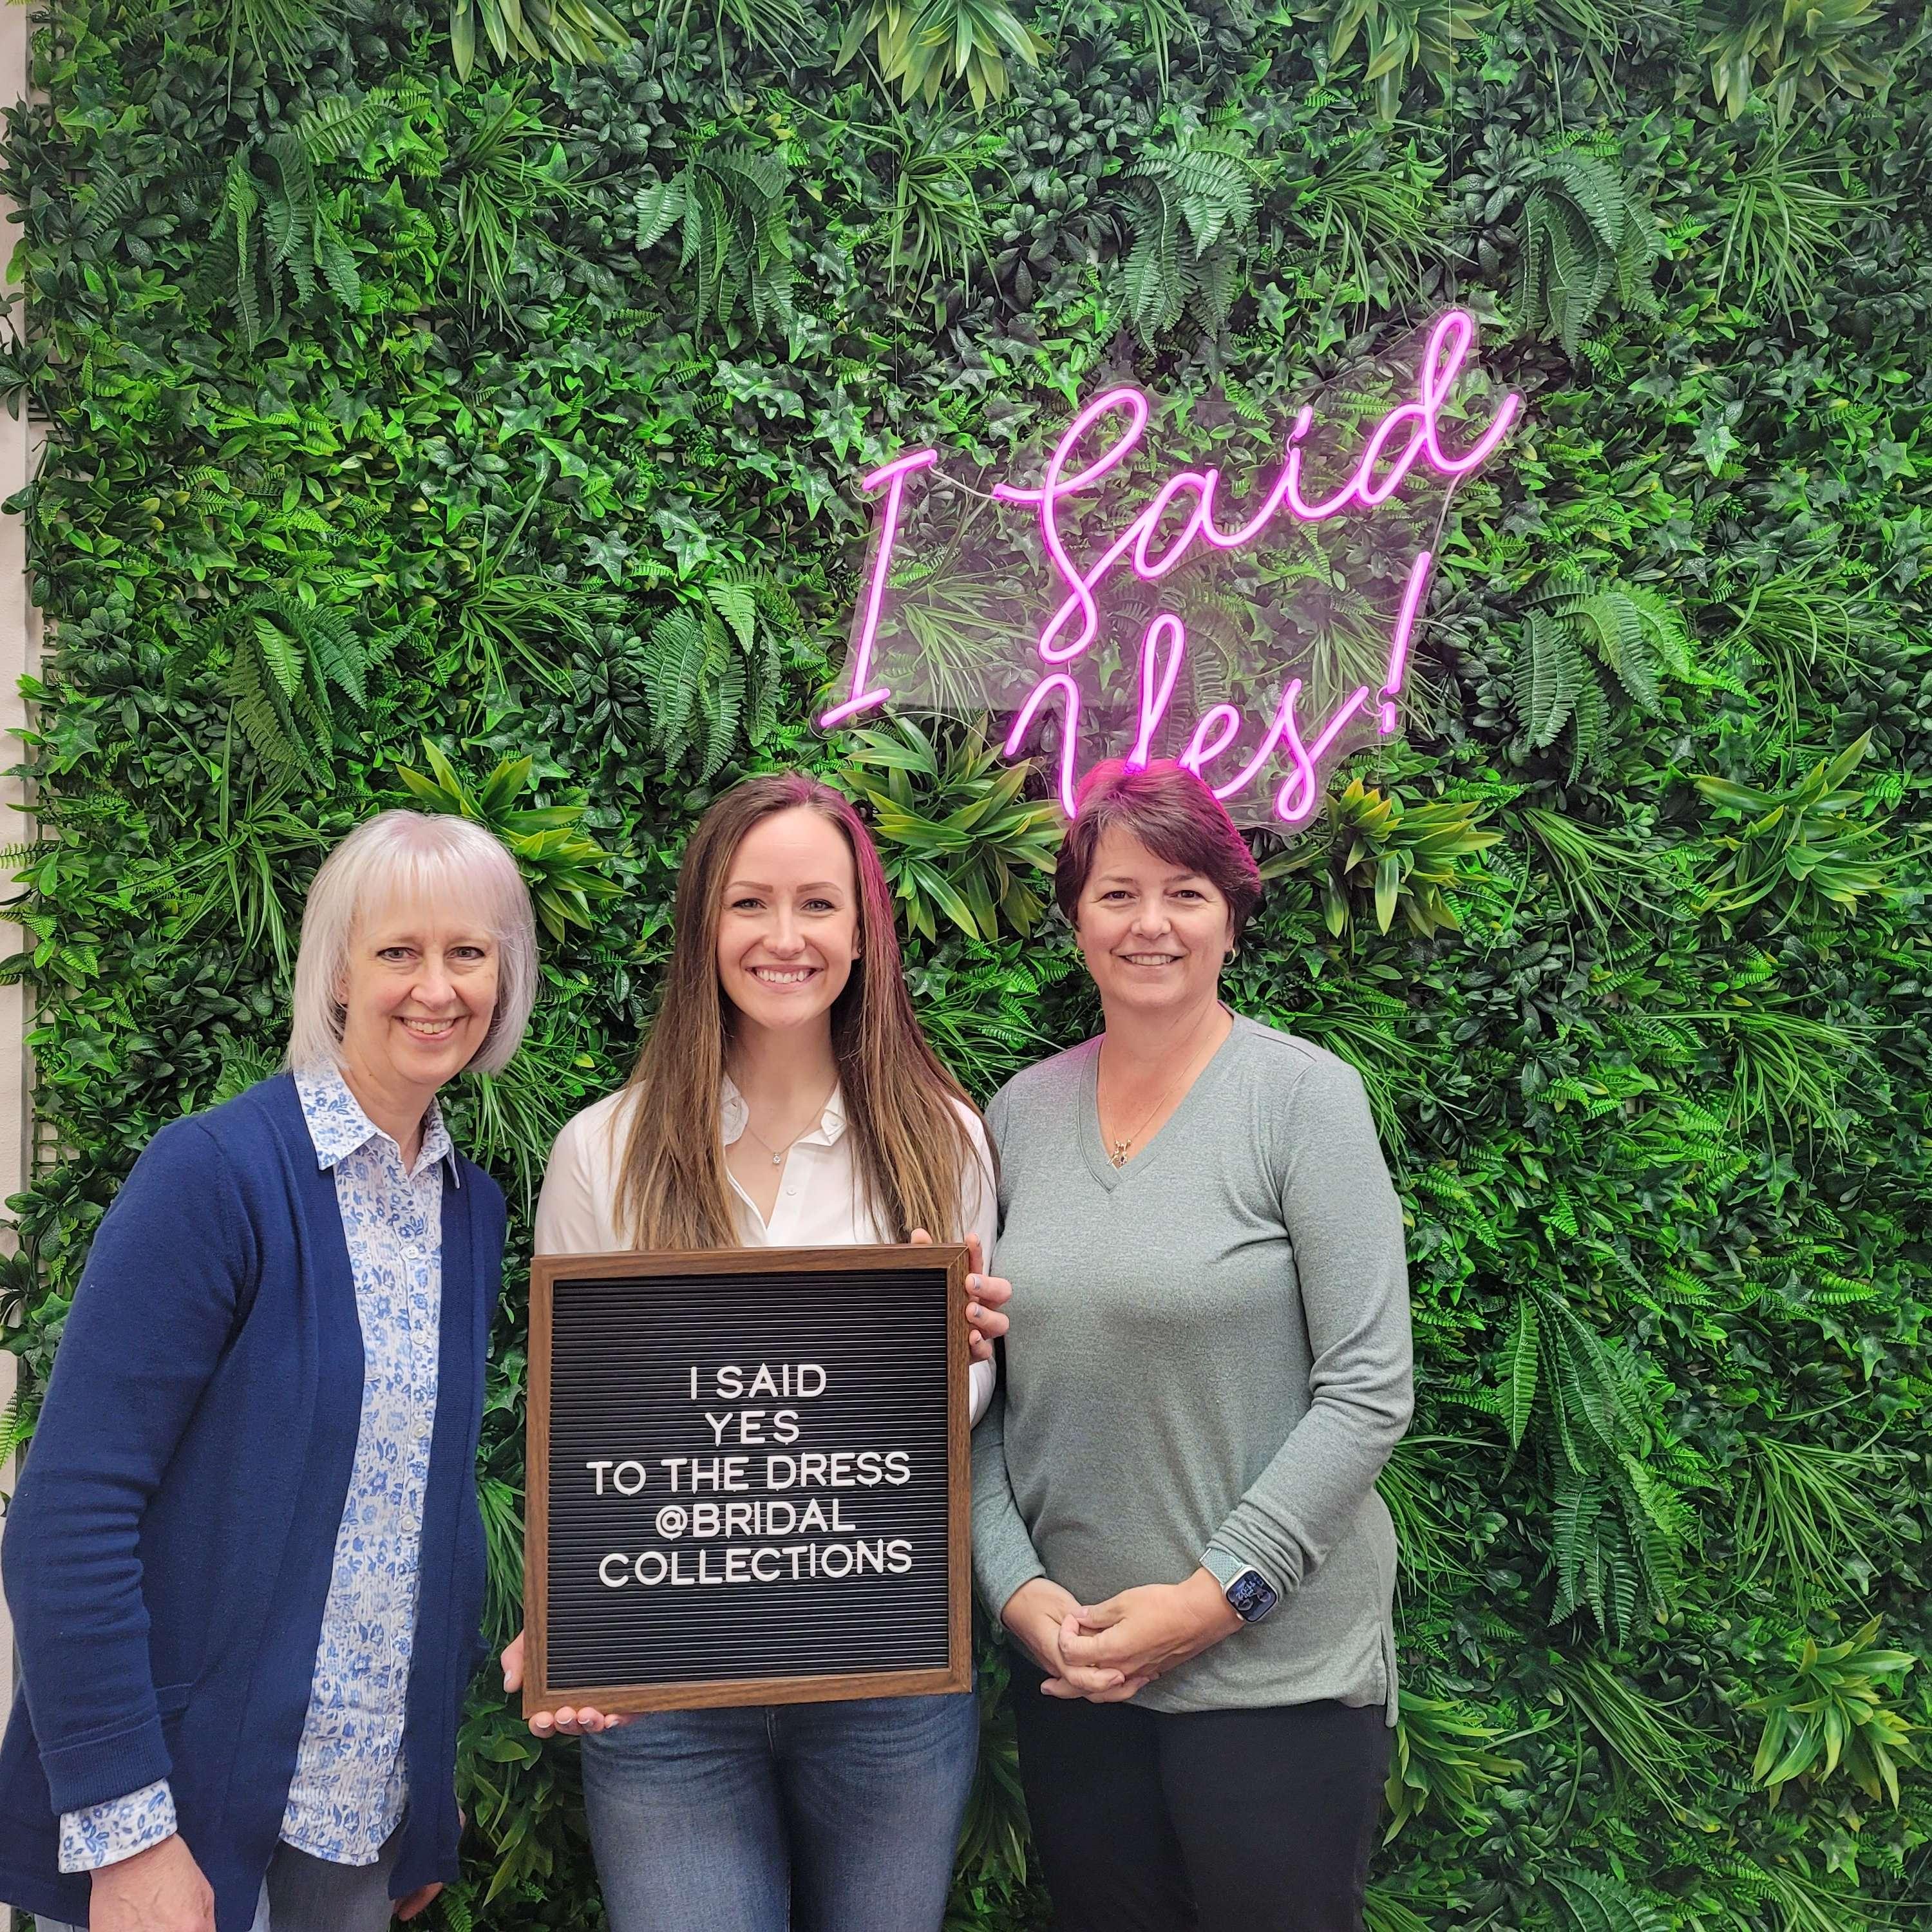 I Said
Yes!
I SAID
YES
TO THE DRESS
@BRIDAL
COLLECTIONS